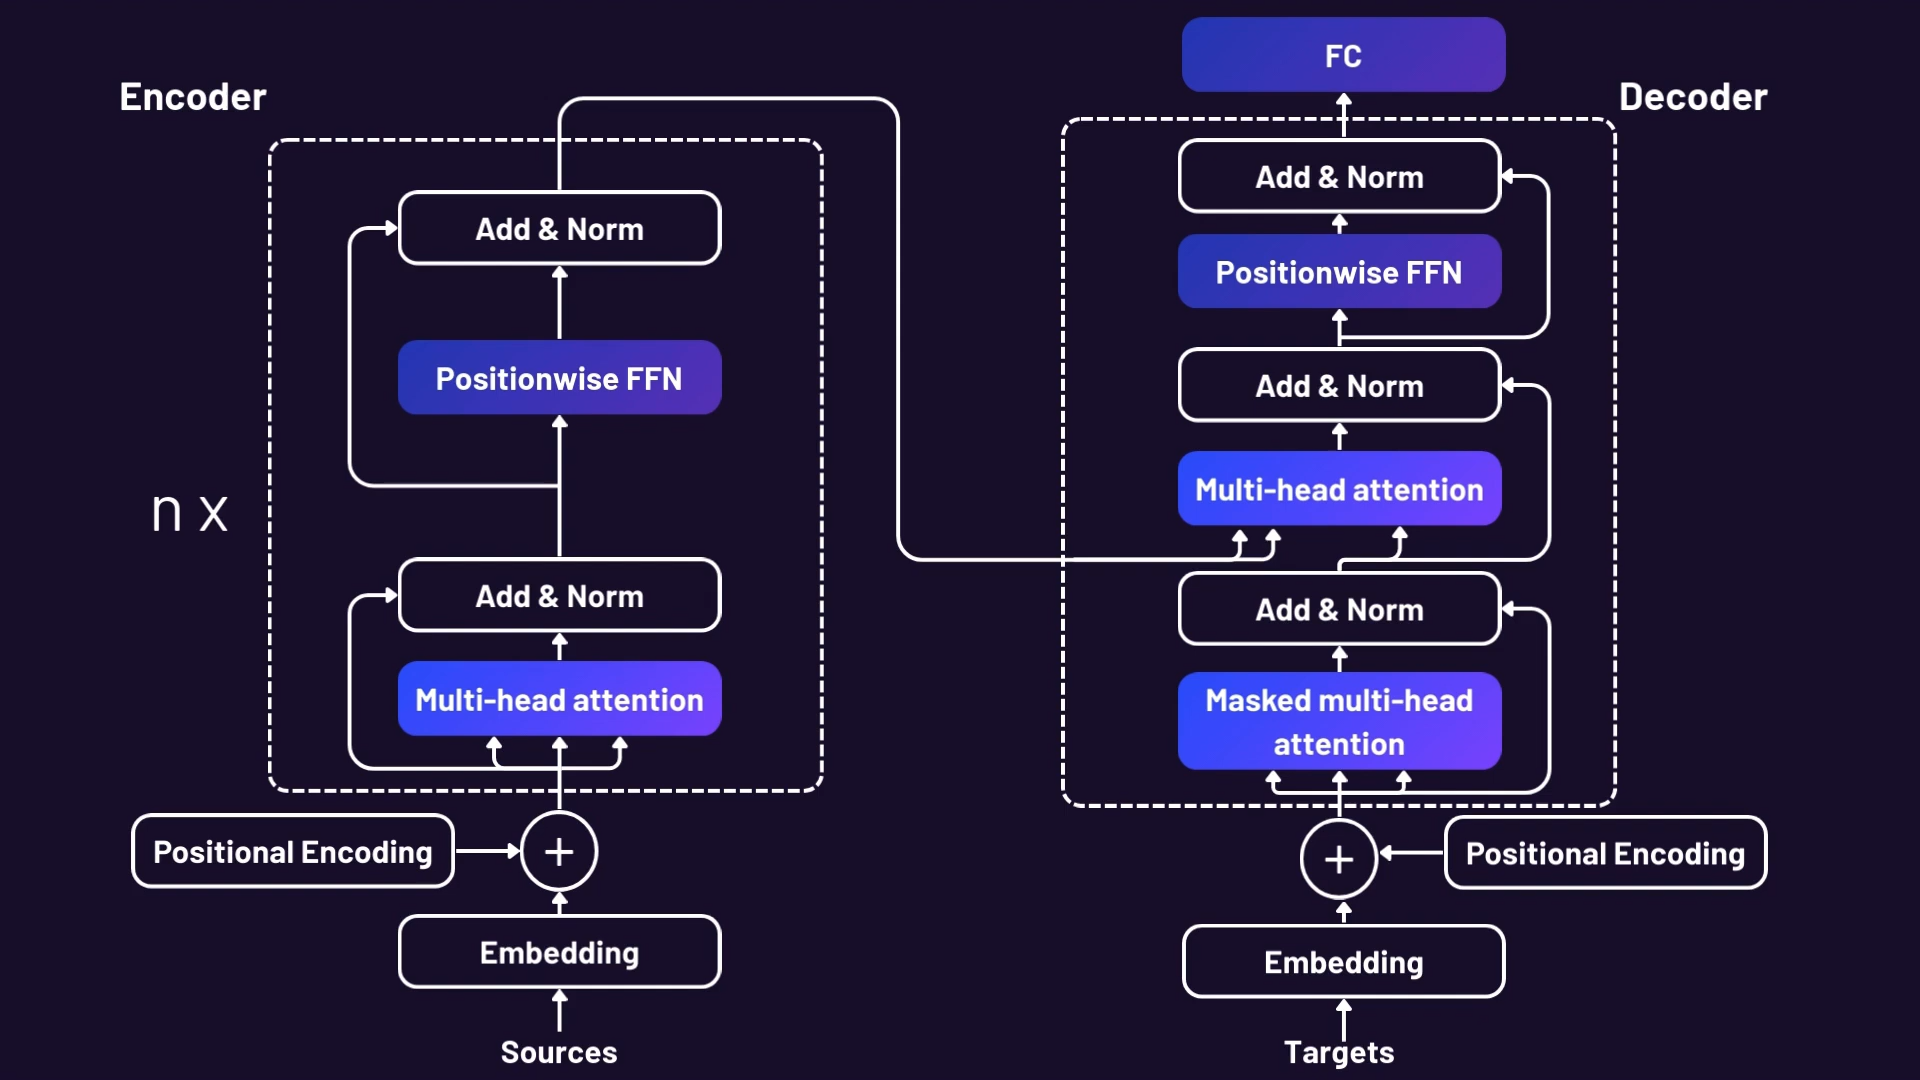 Encoder
Add & Norm
Positionwise FFN
n x
Add & Norm
Multi-head attention
Positional Encoding
+
Embedding
Sources
FC
Decoder
Add & Norm
Positionwise FFN
Add & Norm
Multi-head attention
Add & Norm
Masked multi-head
attention
+
Positional Encoding
Embedding
Targets